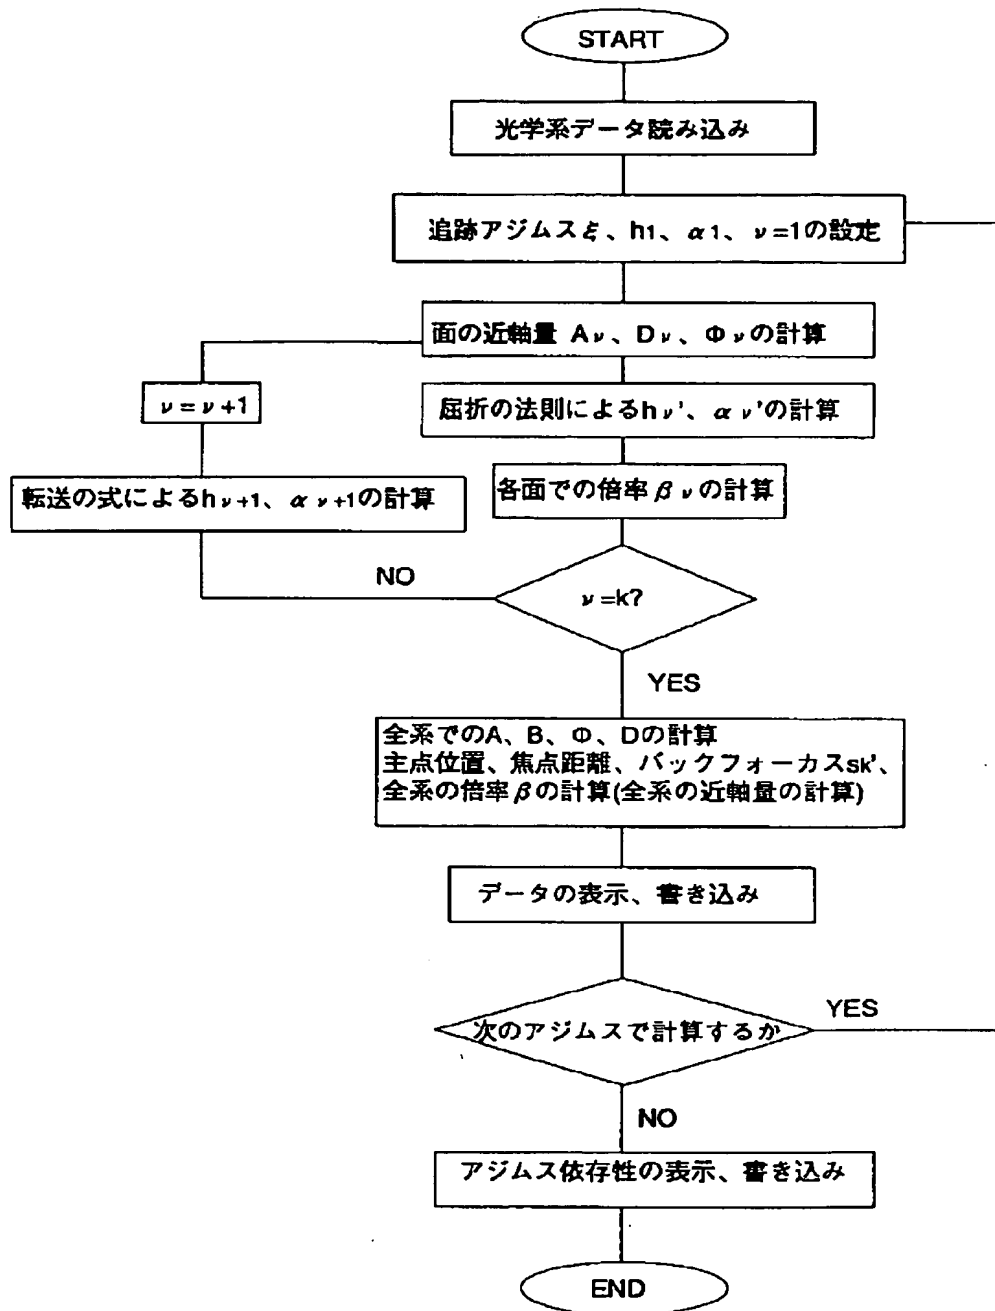 START
光学系データ読み込み
追跡アジムスξ、h1、α1、ν=1の設定
面の近軸量 Aν、Dν、Φνの計算
ν=ν+1
屈折の法則によるhν'、αν'の計算
転送の式によるhν+1、αν+1の計算
各面での倍率βνの計算
NO
ν=k?
YES
全系でのA、B、Φ、Dの計算
主点位置、焦点距離、バックフォーカスsk'、
全系の倍率βの計算(全系の近軸量の計算)
データの表示、書き込み
次のアジムスで計算するか
YES
NO
アジムス依存性の表示、書き込み
END